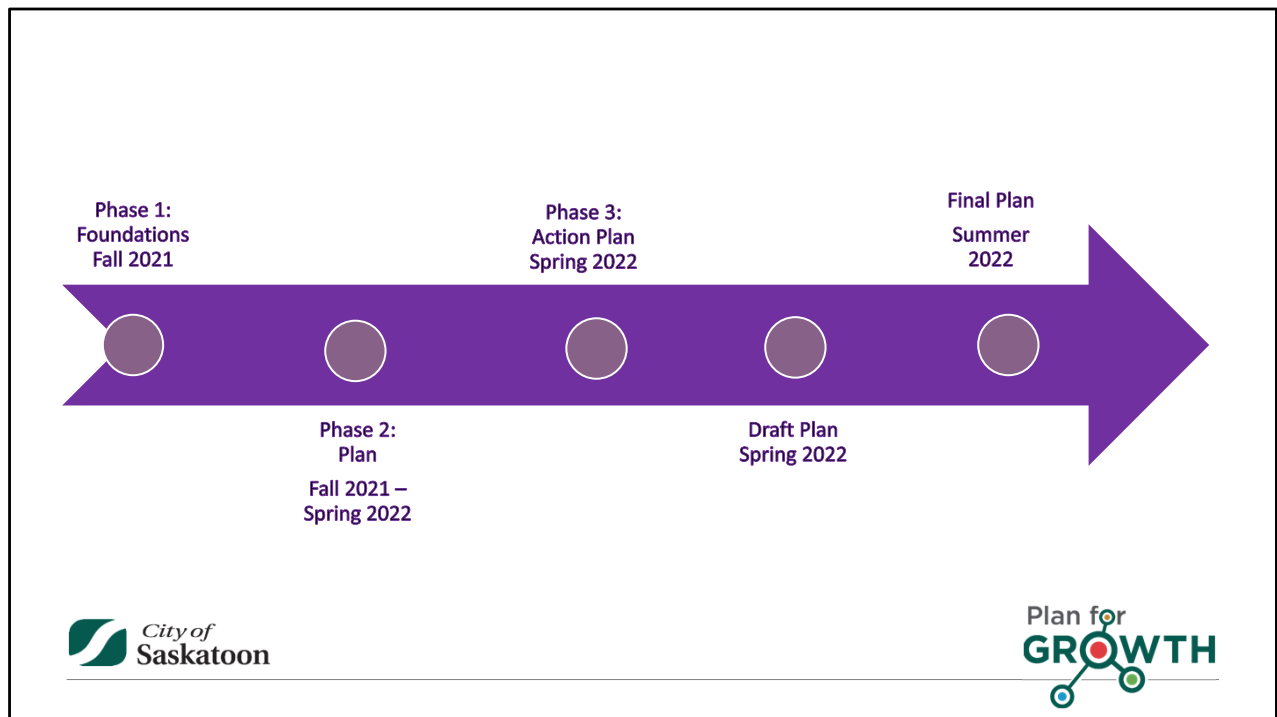 Phase 1:
Foundations
Fall 2021
Phase 2:
Plan
Fall 2021 –
Spring 2022
Phase 3:
Action Plan
Spring 2022
Draft Plan
Spring 2022
Final Plan
Summer
2022
City of
Saskatoon
Plan for
GROWTH